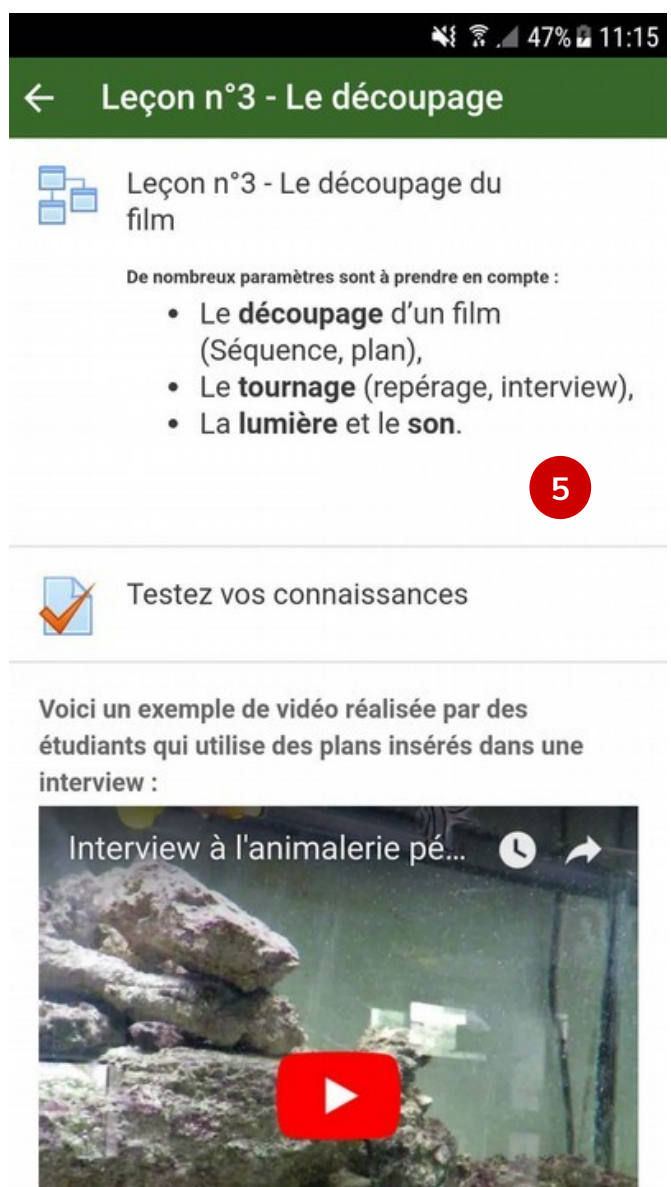 47% 11:15
Leçon n°3 - Le découpage
Leçon n°3 - Le découpage du
film
De nombreux paramètres sont à prendre en compte :
• Le découpage d'un film
(Séquence, plan),
• Le tournage (repérage, interview),
• La lumière et le son.
5
Testez vos connaissances
Voici un exemple de vidéo réalisée par des
étudiants qui utilise des plans insérés dans une
interview :
Interview à l'animalerie pé...